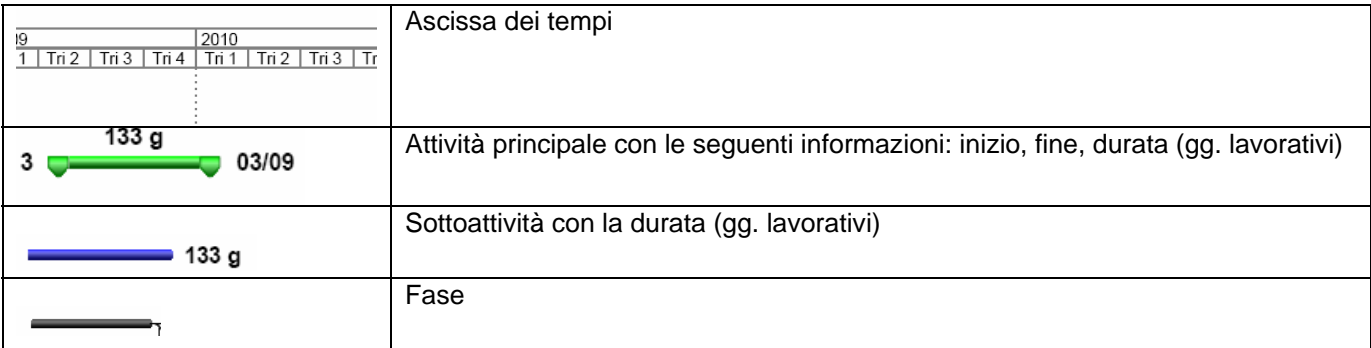 09 2010
1 Tri 2 Tri 3 Tri 4 Tri 1 Tri 2 Tri 3 Tr
Ascissa dei tempi
133 g
3 03/09
Attività principale con le seguenti informazioni: inizio, fine, durata (gg. lavorativi)
133 g
Sottoattività con la durata (gg. lavorativi)
Fase